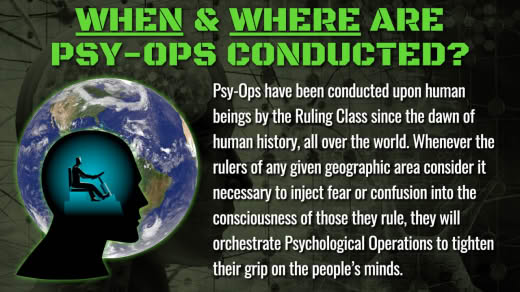 WHEN & WHERE ARE
PSY-OPS CONDUCTED?
Psy-Ops have been conducted upon human
beings by the Ruling Class since the dawn of
human history, all over the world. Whenever the
rulers of any given geographic area consider it
necessary to inject fear or confusion into the
consciousness of those they rule, they will
orchestrate Psychological Operations to tighten
their grip on the people’s minds.